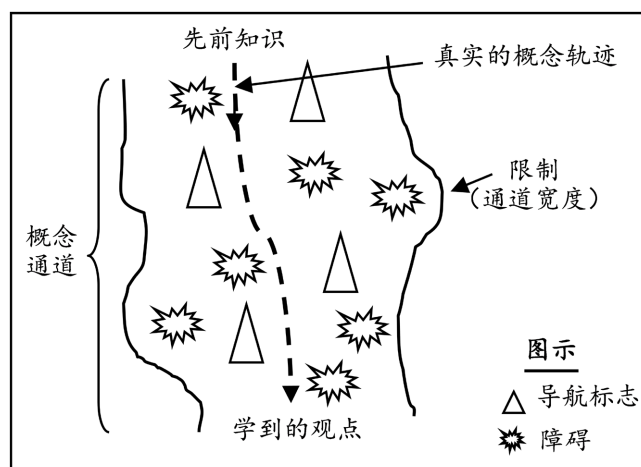 先前知识
真实的概念轨迹
限制
（通道宽度）
概念
通道
图示
导航标志
学到的观点
障碍